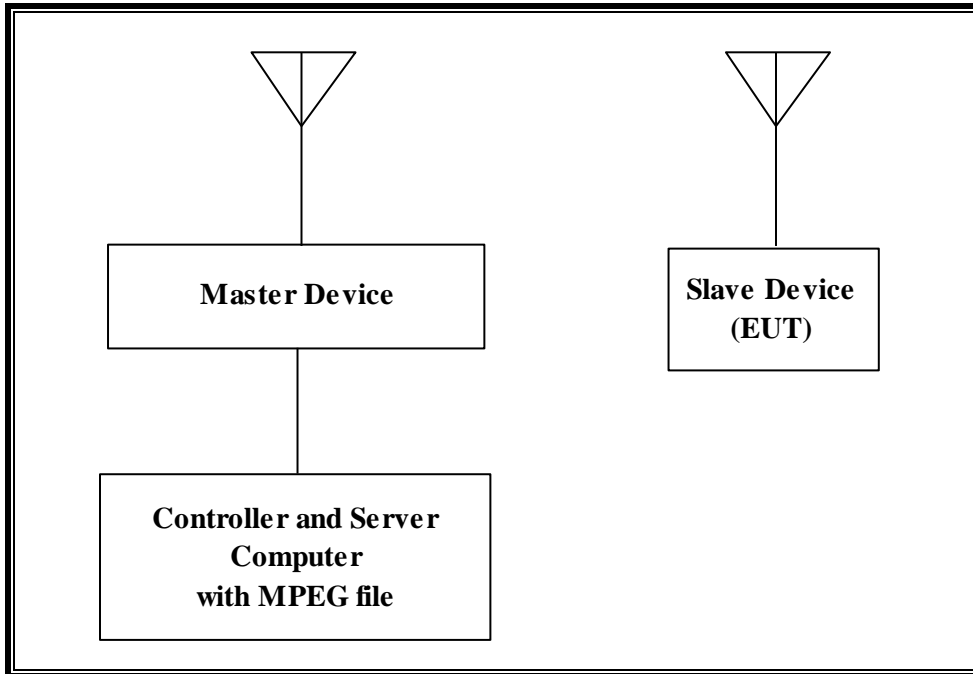 Master Device
Slave Device
(EUT)
Controller and Server
Computer
with MPEG file